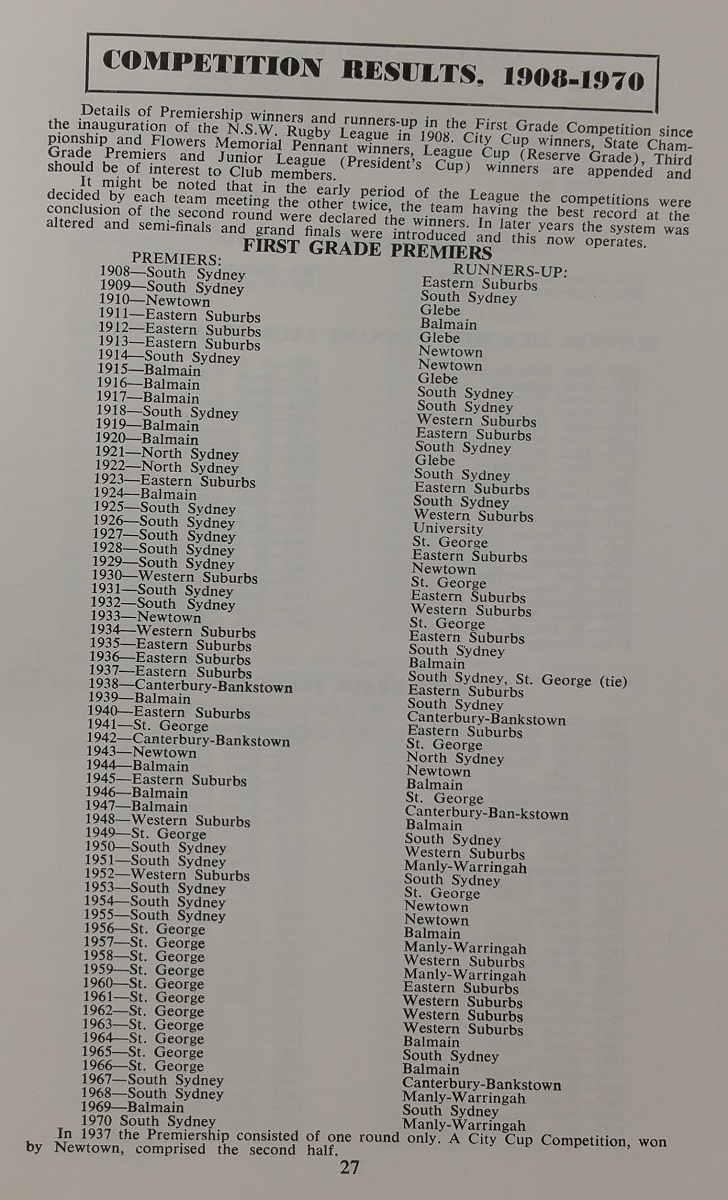 COMPETITION RESULTS, 1908-1970
Details of Premiership winners and runners-up in the First Grade Competition since
the inauguration of the N.S.W. Rugby League in 1908. City Cup winners, State Cham-
pionship and Flowers Memorial Pennant winners, League Cup (Reserve Grade), Third
Grade Premiers and Junior League (President's Cup) winners are appended and
should be of interest to Club members.
It might be noted that in the early period of the League the competitions were
decided by each team meeting the other twice, the team having the best record at the
conclusion of the second round were declared the winners. In later years the system was
altered and semi-finals and grand finals were introduced and this now operates.
FIRST GRADE PREMIERS
PREMIERS:
1908—South Sydney
1909—South Sydney
1910—Newtown
1911—Eastern Suburbs
1912—Eastern Suburbs
1913—Eastern Suburbs
1914—South Sydney
1915—Balmain
1916—Balmain
1917—Balmain
1918—South Sydney
1919—Balmain
1920—Balmain
1921—North Sydney
1922—North Sydney
1923—Eastern Suburbs
1924—Balmain
1925—South Sydney
1926—South Sydney
1927—South Sydney
1928—South Sydney
1929—South Sydney
1930—Western Suburbs
1931—South Sydney
1932—South Sydney
1933—Newtown
1934—Western Suburbs
1935—Eastern Suburbs
1936—Eastern Suburbs
1937—Eastern Suburbs
1938—Canterbury-Bankstown
1939—Balmain
1940—Eastern Suburbs
1941—St. George
1942—Canterbury-Bankstown
1943—Newtown
1944—Balmain
1945—Eastern Suburbs
1946—Balmain
1947—Balmain
1948—Western Suburbs
1949—St. George
1950—South Sydney
1951—South Sydney
1952—Western Suburbs
1953—South Sydney
1954—South Sydney
1955—South Sydney
1956—St. George
1957—St. George
1958—St. George
1959—St. George
1960—St. George
1961—St. George
1962—St. George
1963—St. George
1964—St. George
1965—St. George
1966—St. George
1967—South Sydney
1968—South Sydney
1969—Balmain
1970 South Sydney
RUNNERS-UP:
Eastern Suburbs
South Sydney
Glebe
Balmain
Glebe
Newtown
Newtown
Glebe
South Sydney
South Sydney
Western Suburbs
Eastern Suburbs
South Sydney
Glebe
South Sydney
Eastern Suburbs
South Sydney
Western Suburbs
University
St. George
Eastern Suburbs
Newtown
St. George
Eastern Suburbs
Western Suburbs
St. George
Eastern Suburbs
South Sydney
Balmain
South Sydney, St. George (tie)
Eastern Suburbs
South Sydney
Canterbury-Bankstown
Eastern Suburbs
St. George
North Sydney
Newtown
Balmain
St. George
Canterbury-Ban-kstown
Balmain
South Sydney
Western Suburbs
Manly-Warringah
South Sydney
St. George
Newtown
Newtown
Balmain
Manly-Warringah
Western Suburbs
Manly-Warringah
Eastern Suburbs
Western Suburbs
Western Suburbs
Western Suburbs
Balmain
South Sydney
Balmain
Canterbury-Bankstown
Manly-Warringah
South Sydney
Manly-Warringah
In 1937 the Premiership consisted of one round only. A City Cup Competition, won
by Newtown, comprised the second half.
27